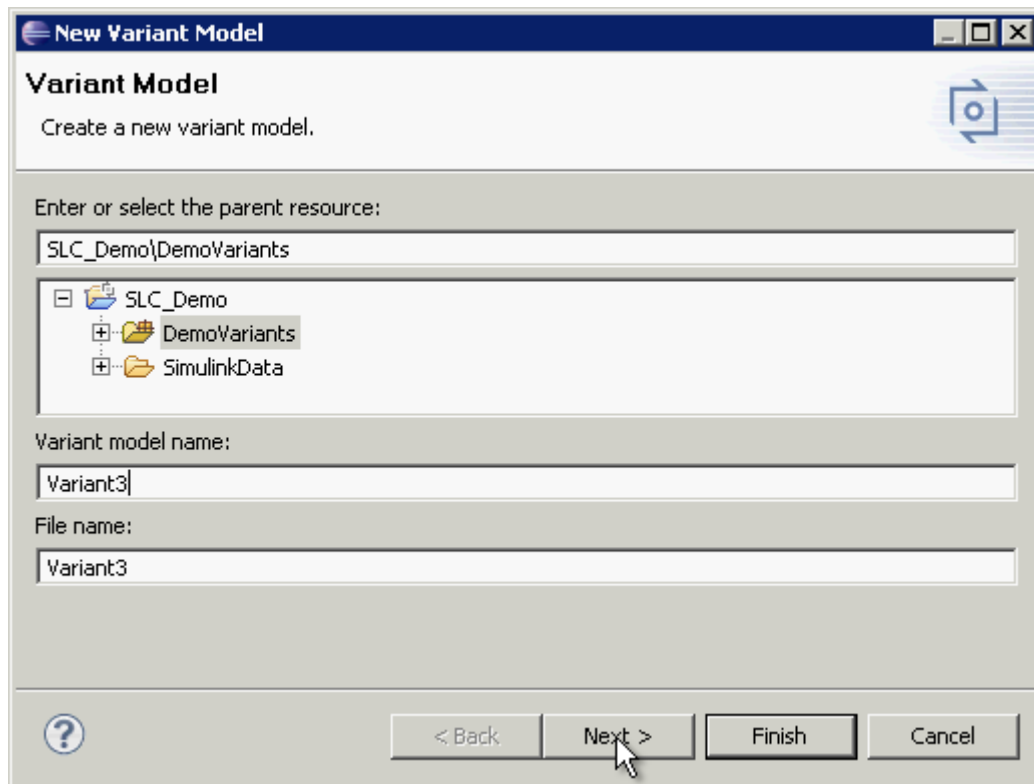 New Variant Model
Variant Model
Create a new variant model.
Enter or select the parent resource:
SLC_Demo\DemoVariants
SLC_Demo
DemoVariants
SimulinkData
Variant model name:
Variant3
File name:
Variant3
< Back Next > Finish Cancel